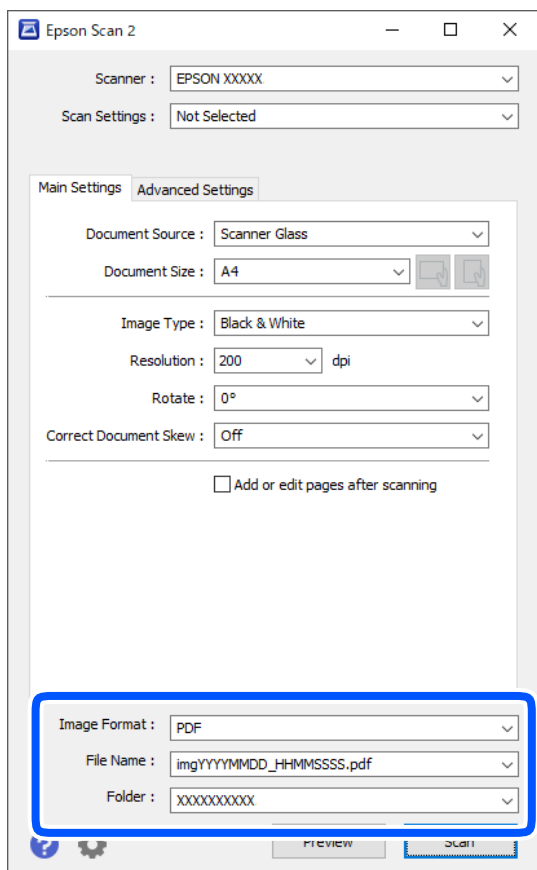 Epson Scan 2
Scanner : EPSON XXXXX
Scan Settings : Not Selected
Main Settings Advanced Settings
Document Source : Scanner Glass
Document Size : A4
Image Type : Black & White
Resolution : 200 dpi
Rotate : 0°
Correct Document Skew : Off
Add or edit pages after scanning
Image Format : PDF
File Name : imgYYYYMMDD_HHMMSSSS.pdf
Folder : XXXXXXXXXX
? Preview Scan